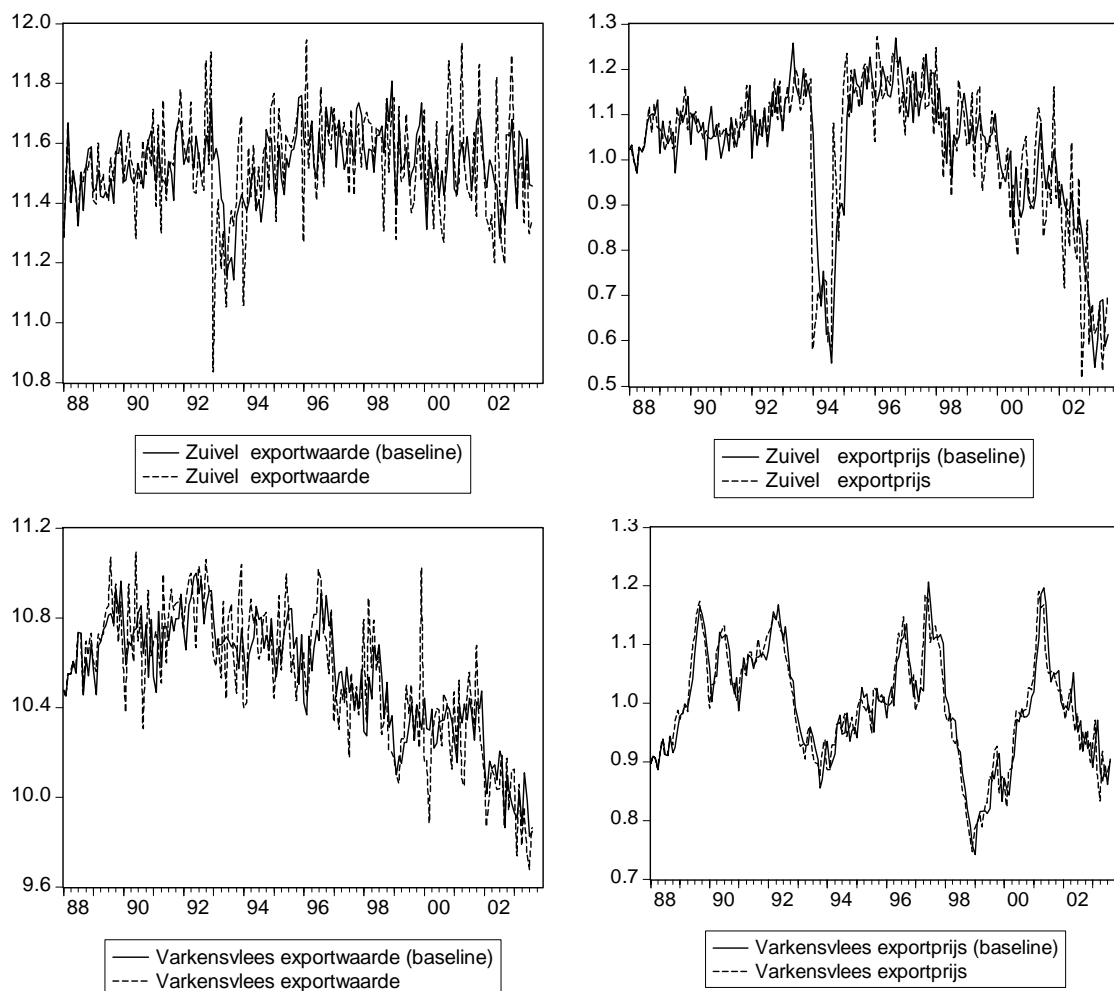 12.0
11.8
11.6
11.4
11.2
11.0
10.8
88 90 92 94 96 98 00 02
Zuivel exportwaarde (baseline)
Zuivel exportwaarde
1.3
1.2
1.1
1.0
0.9
0.8
0.7
0.6
0.5
88 90 92 94 96 98 00 02
Zuivel exportprijs (baseline)
Zuivel exportprijs
11.2
10.8
10.4
10.0
9.6
88 90 92 94 96 98 00 02
Varkensvlees exportwaarde (baseline)
Varkensvlees exportwaarde
1.3
1.2
1.1
1.0
0.9
0.8
0.7
88 90 92 94 96 98 00 02
Varkensvlees exportprijs (baseline)
Varkensvlees exportprijs